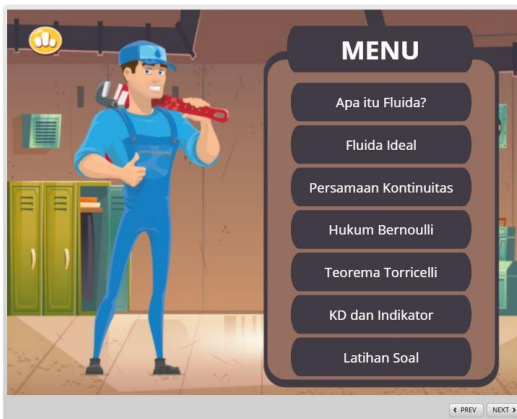 MENU
Apa itu Fluida?
Fluida Ideal
Persamaan Kontinuitas
Hukum Bernoulli
Teorema Torricelli
KD dan Indikator
Latihan Soal
PREV NEXT